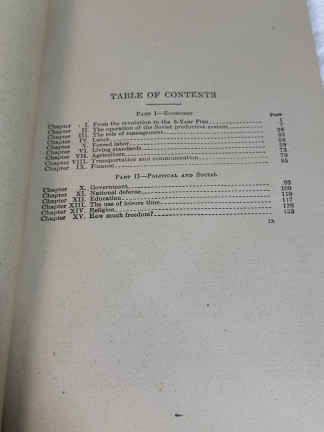 TABLE OF CONTENTS
PART I—ECONOMIC
Page
Chapter I. From the revolution to the 5-Year Plan
Chapter II. The operation of the Soviet productive system
Chapter III. The role of management
Chapter IV. Labor
Chapter V. Forced labor
Chapter VI. Living standards
Chapter VII. Agriculture
Chapter VIII. Transportation and communication
Chapter IX. Finance
PART II—POLITICAL AND SOCIAL
Chapter X. Government
Chapter XI. National defense
Chapter XII. Education
Chapter XIII. The use of leisure time
Chapter XIV. Religion
Chapter XV. How much freedom?
IX